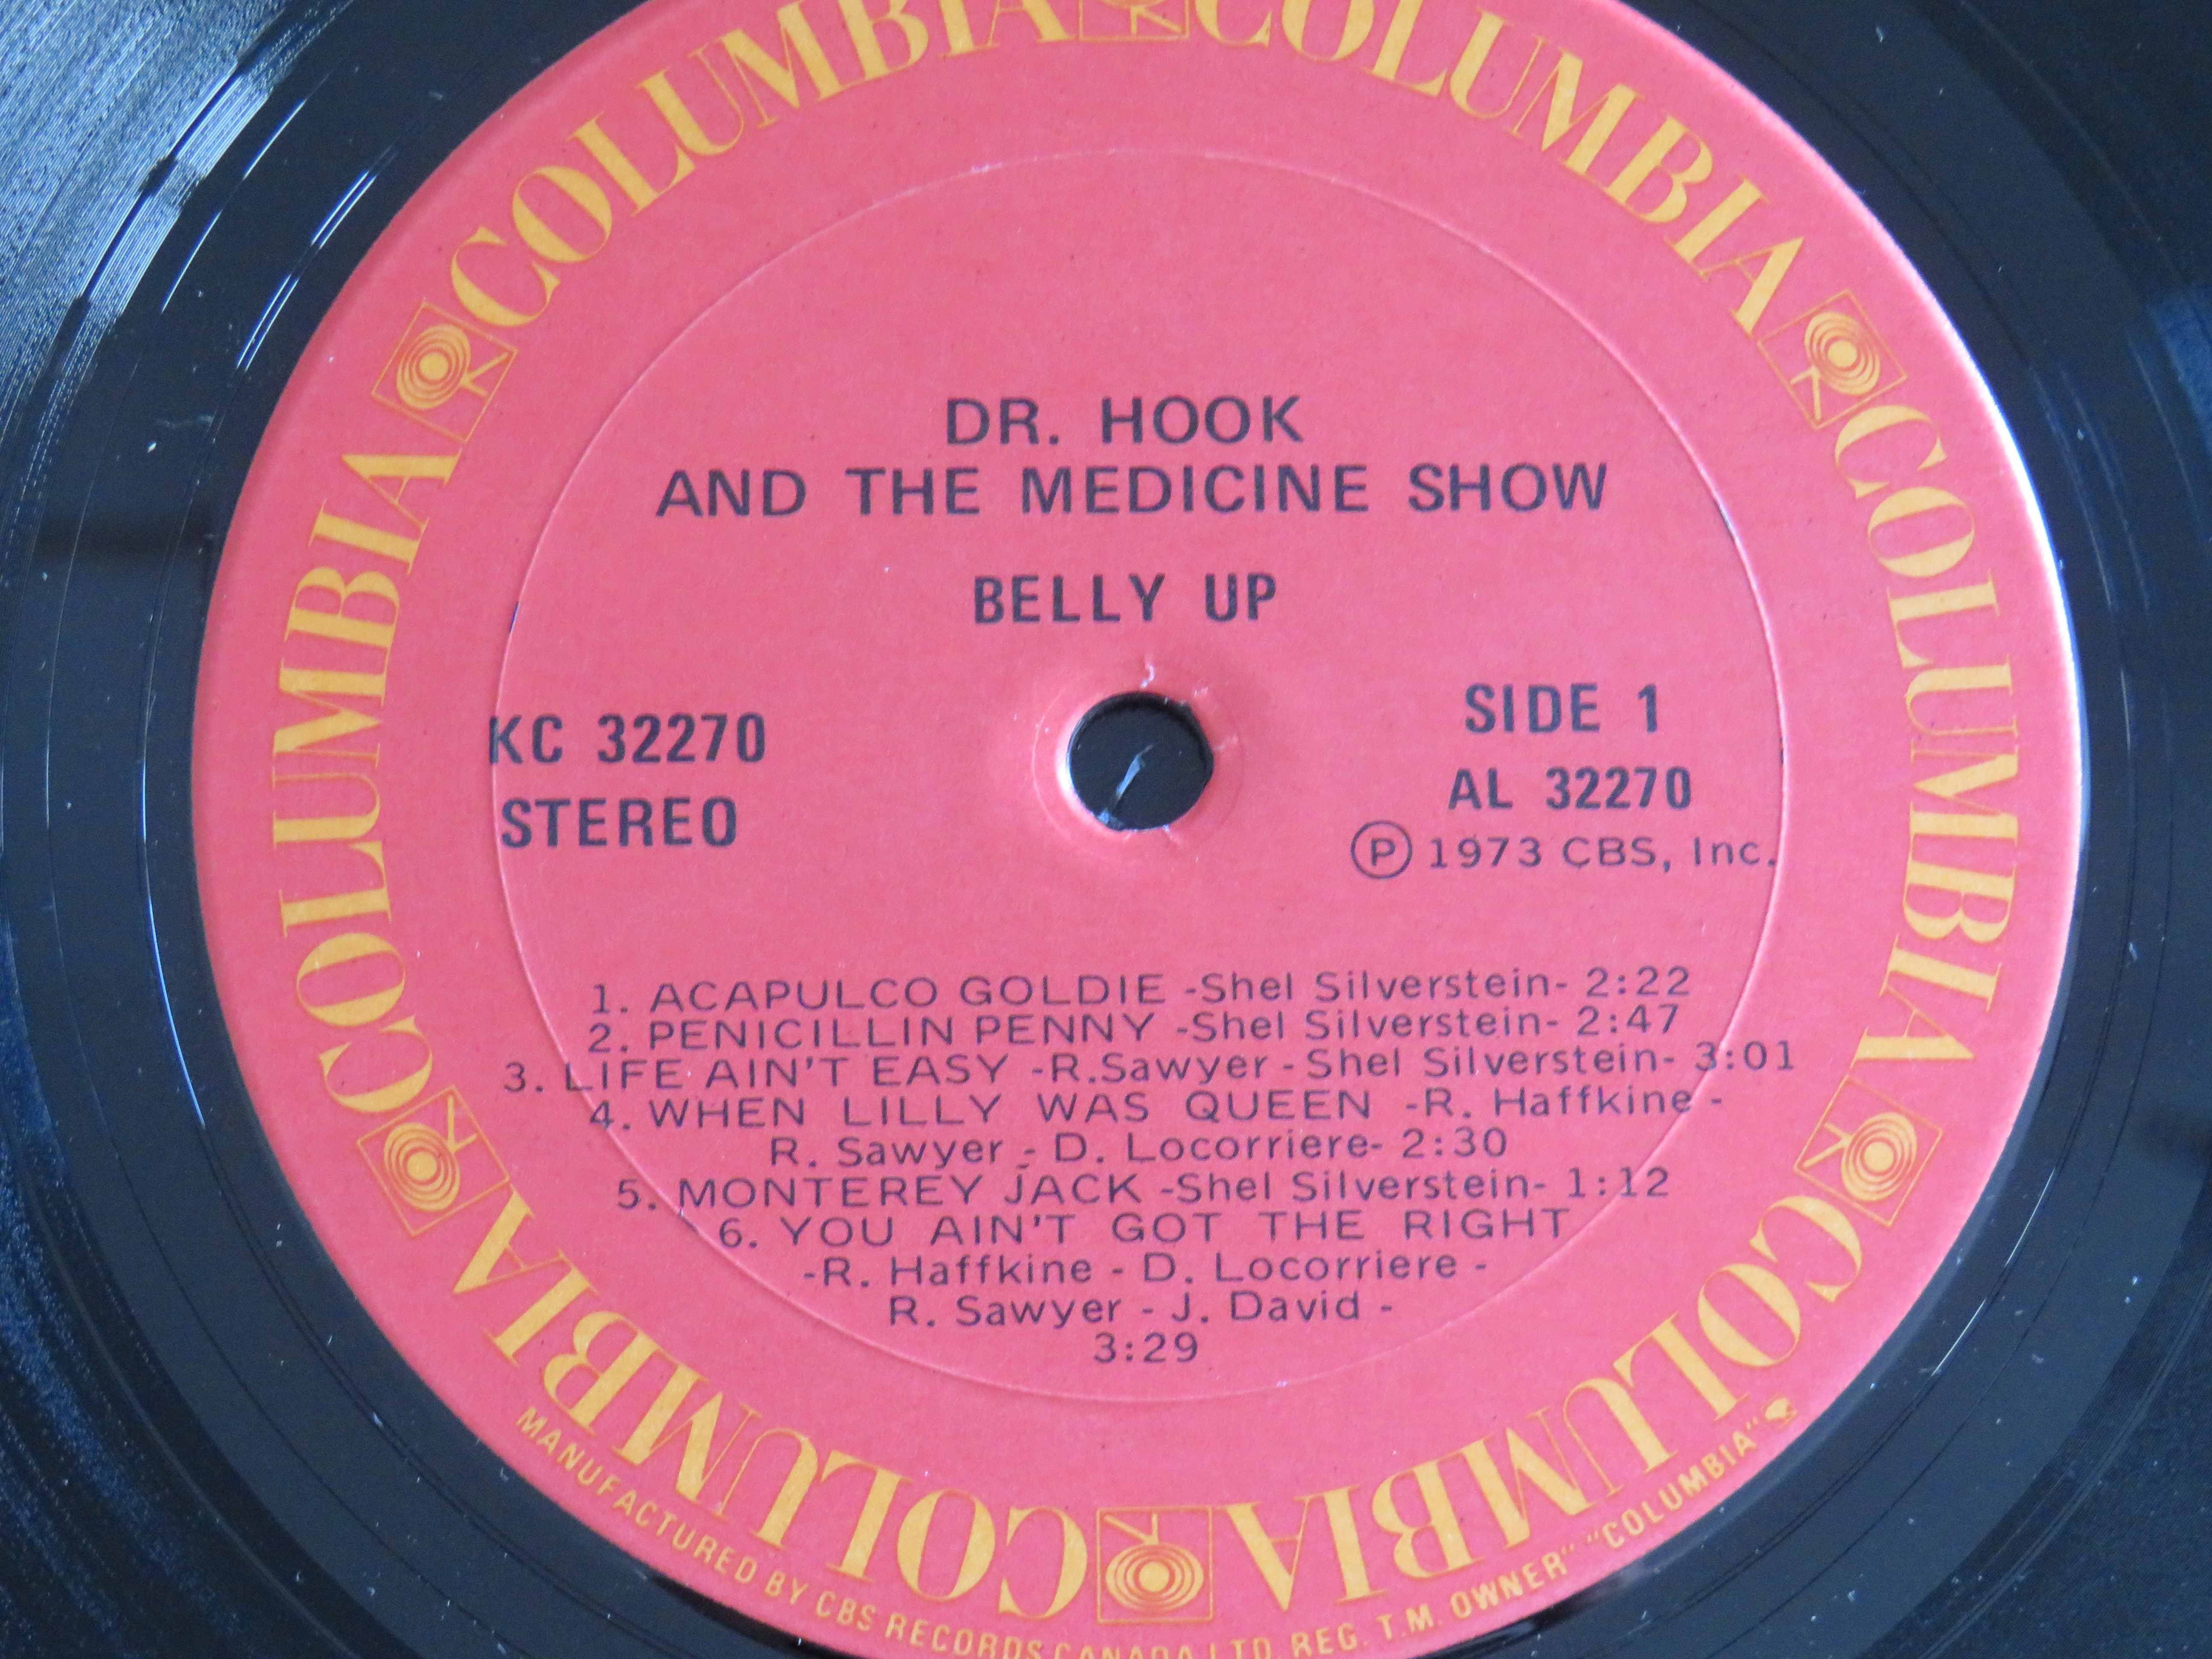 COLUMBIA COLUMBIA COLUMBIA COLUMBIA COLUMBIA COLUMBIA
DR. HOOK
AND THE MEDICINE SHOW
BELLY UP
KC 32270
STEREO
SIDE 1
AL 32270
Ⓟ 1973 CBS, Inc.
1. ACAPULCO GOLDIE -Shel Silverstein- 2:22
2. PENICILLIN PENNY -Shel Silverstein- 2:47
3. LIFE AIN'T EASY -R.Sawyer - Shel Silverstein- 3:01
4. WHEN LILLY WAS QUEEN -R. Haffkine -
R. Sawyer - D. Locorriere- 2:30
5. MONTEREY JACK -Shel Silverstein- 1:12
6. YOU AIN'T GOT THE RIGHT
-R. Haffkine - D. Locorriere -
R. Sawyer - J. David -
3:29
MANUFACTURED BY CBS RECORDS CANADA LTD. REG. T.M. OWNER" "COLUMBIA"